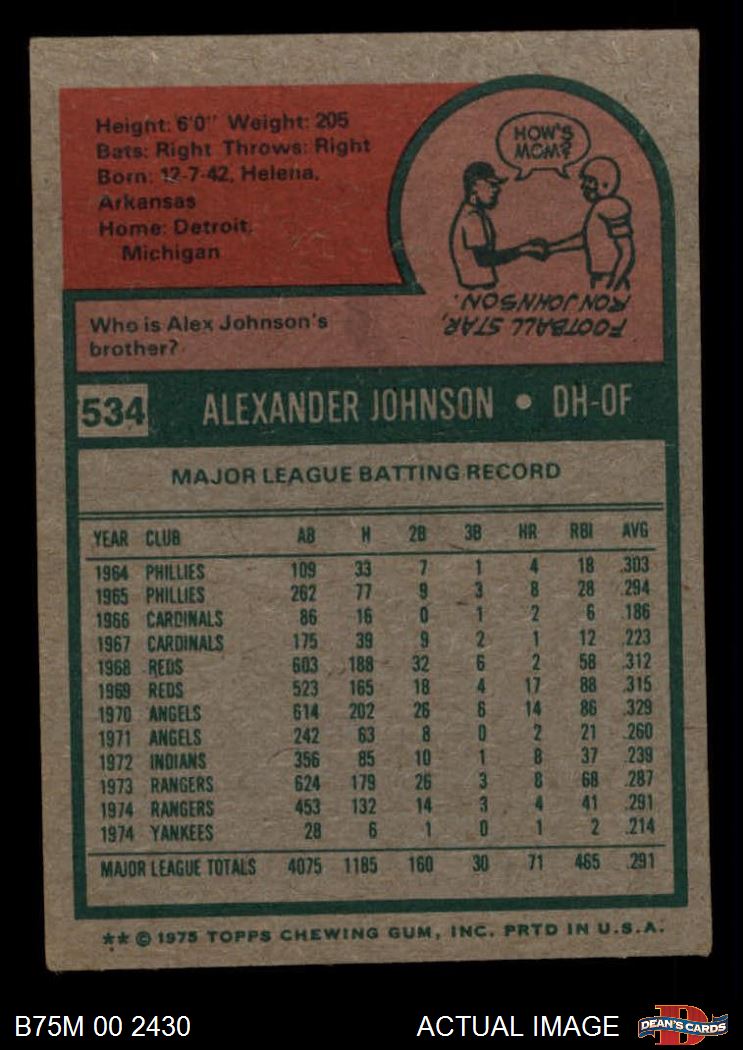 Height: 6'0" Weight: 205
Bats: Right Throws: Right
Born: 12-7-42, Helena,
Arkansas
Home: Detroit,
Michigan
HOW'S
MOM?
Who is Alex Johnson's
brother?
FOOTBALL STAR,
RON JOHNSON.
534 ALEXANDER JOHNSON • DH-OF
MAJOR LEAGUE BATTING RECORD
YEAR CLUB AB H 2B 3B HR RBI AVG
1964 PHILLIES 109 33 7 1 4 18 .303
1965 PHILLIES 262 77 9 3 8 28 .294
1966 CARDINALS 86 16 0 1 2 6 .186
1967 CARDINALS 175 39 9 2 1 12 .223
1968 REDS 603 188 32 6 2 58 .312
1969 REDS 523 165 18 4 17 88 .315
1970 ANGELS 614 202 26 6 14 86 .329
1971 ANGELS 242 63 8 0 2 21 .260
1972 INDIANS 356 85 10 1 8 37 .239
1973 RANGERS 624 179 26 3 8 68 .287
1974 RANGERS 453 132 14 3 4 41 .291
1974 YANKEES 28 6 1 0 1 2 .214
MAJOR LEAGUE TOTALS 4075 1185 160 30 71 465 .291
** © 1975 TOPPS CHEWING GUM, INC. PRTD IN U.S.A.
B75M 00 2430 ACTUAL IMAGE DEAN'S CARDS